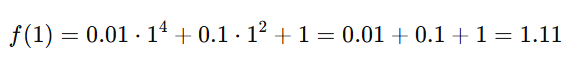 f(1) = 0.01 · 1⁴ + 0.1 · 1² + 1 = 0.01 + 0.1 + 1 = 1.11